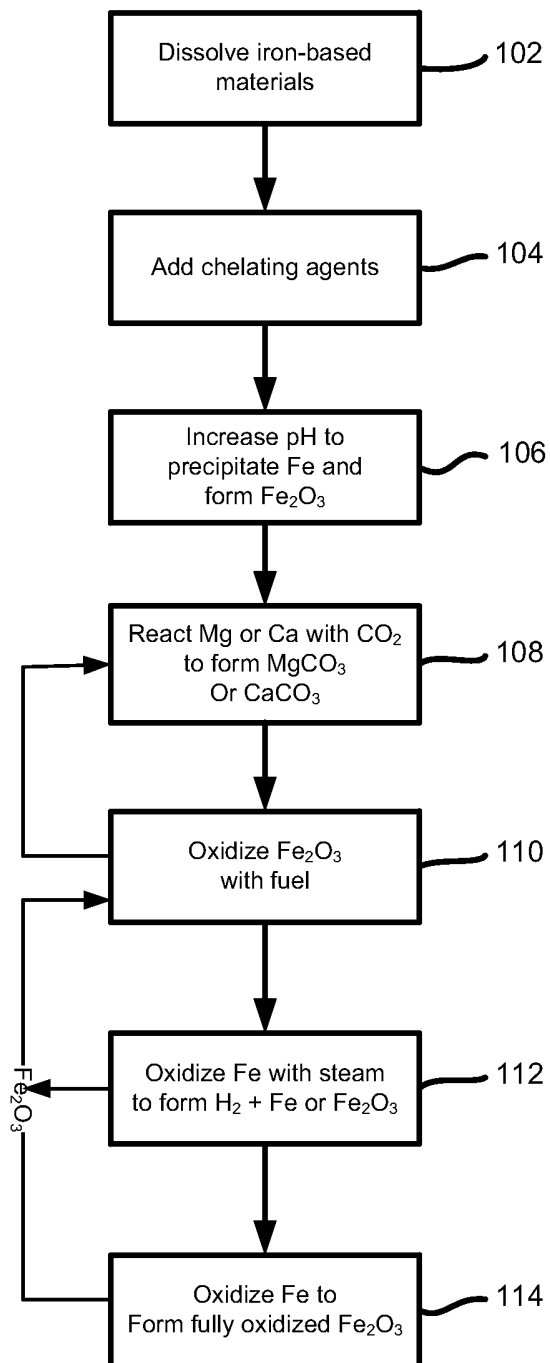 Dissolve iron-based
materials
102
Add chelating agents
104
Increase pH to
precipitate Fe and
form Fe₂O₃
106
React Mg or Ca with CO₂
to form MgCO₃
Or CaCO₃
108
Oxidize Fe₂O₃
with fuel
110
Oxidize Fe with steam
to form H₂ + Fe or Fe₂O₃
112
Fe₂O₃
Oxidize Fe to
Form fully oxidized Fe₂O₃
114